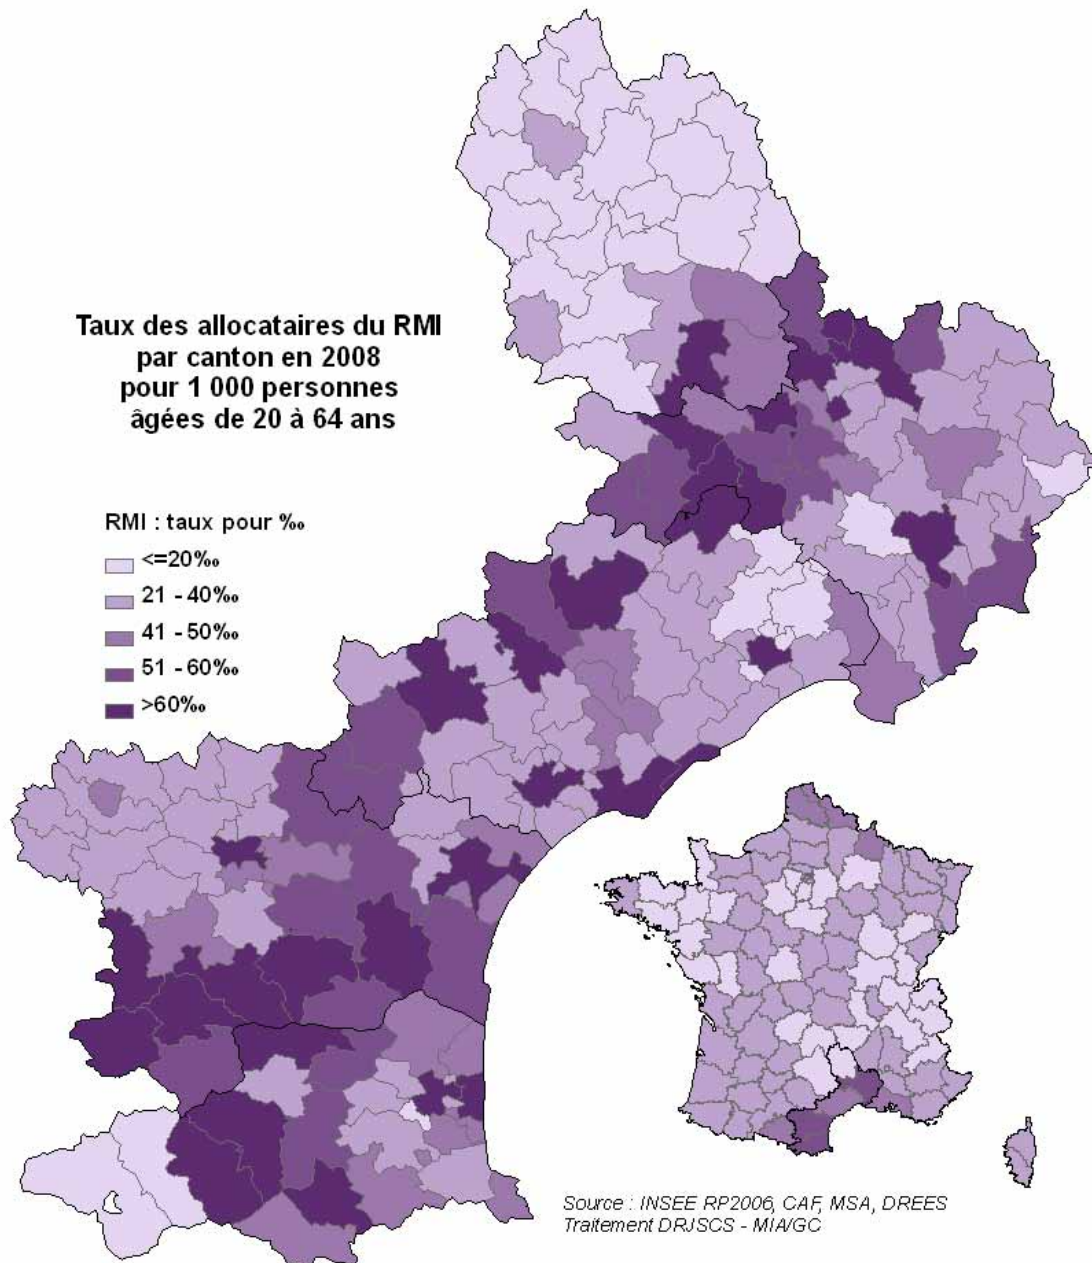 Taux des allocataires du RMI
par canton en 2008
pour 1 000 personnes
âgées de 20 à 64 ans
RMI : taux pour ‰
<=20‰
21 - 40‰
41 - 50‰
51 - 60‰
>60‰
Source : INSEE RP2006, CAF, MSA, DREES
Traitement DRJSCS - MIA/GC